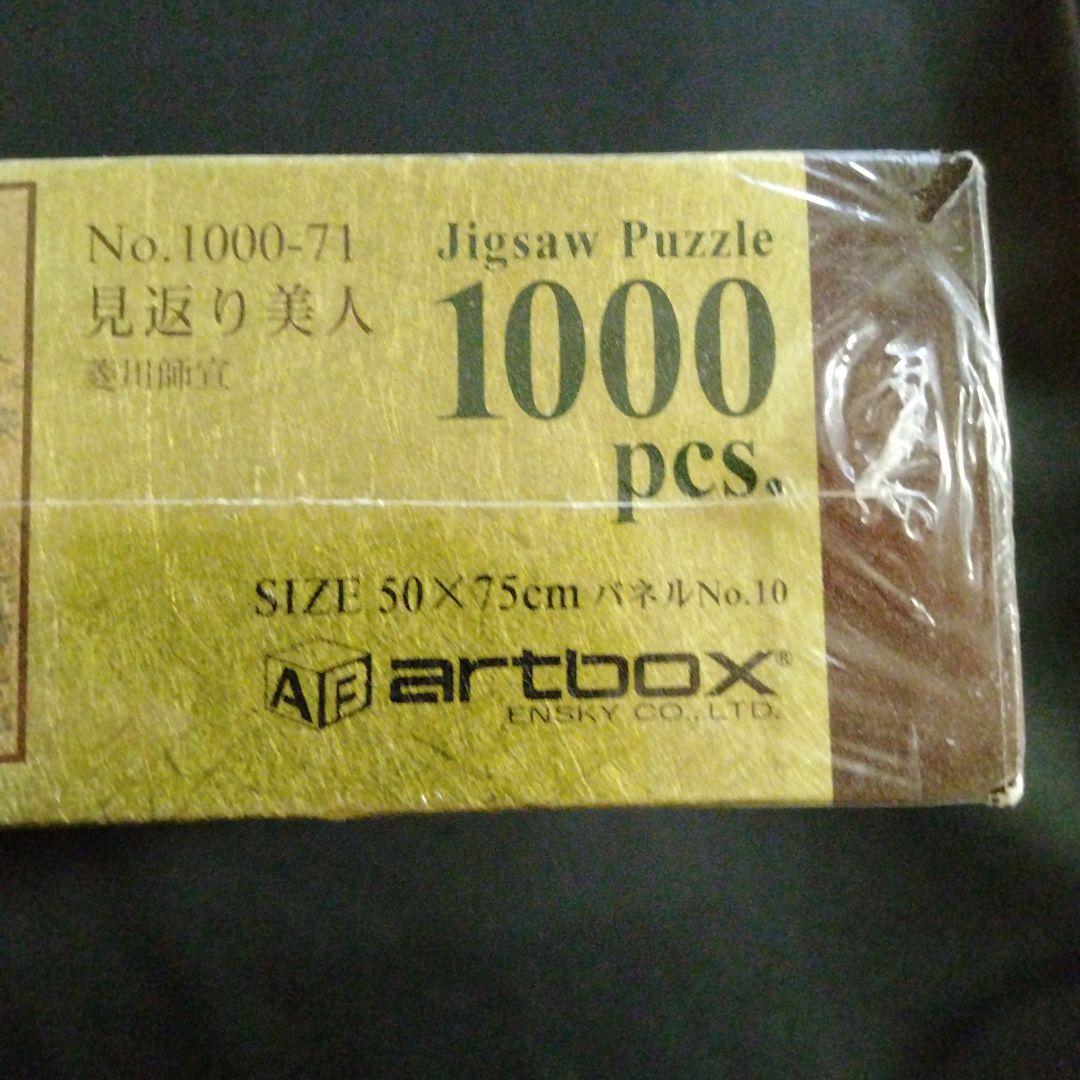 No.1000-71
見返り美人
菱川師宣
Jigsaw Puzzle
1000
pcs.
SIZE 50×75cm パネルNo.10
artbox®
ENSKY CO., LTD.